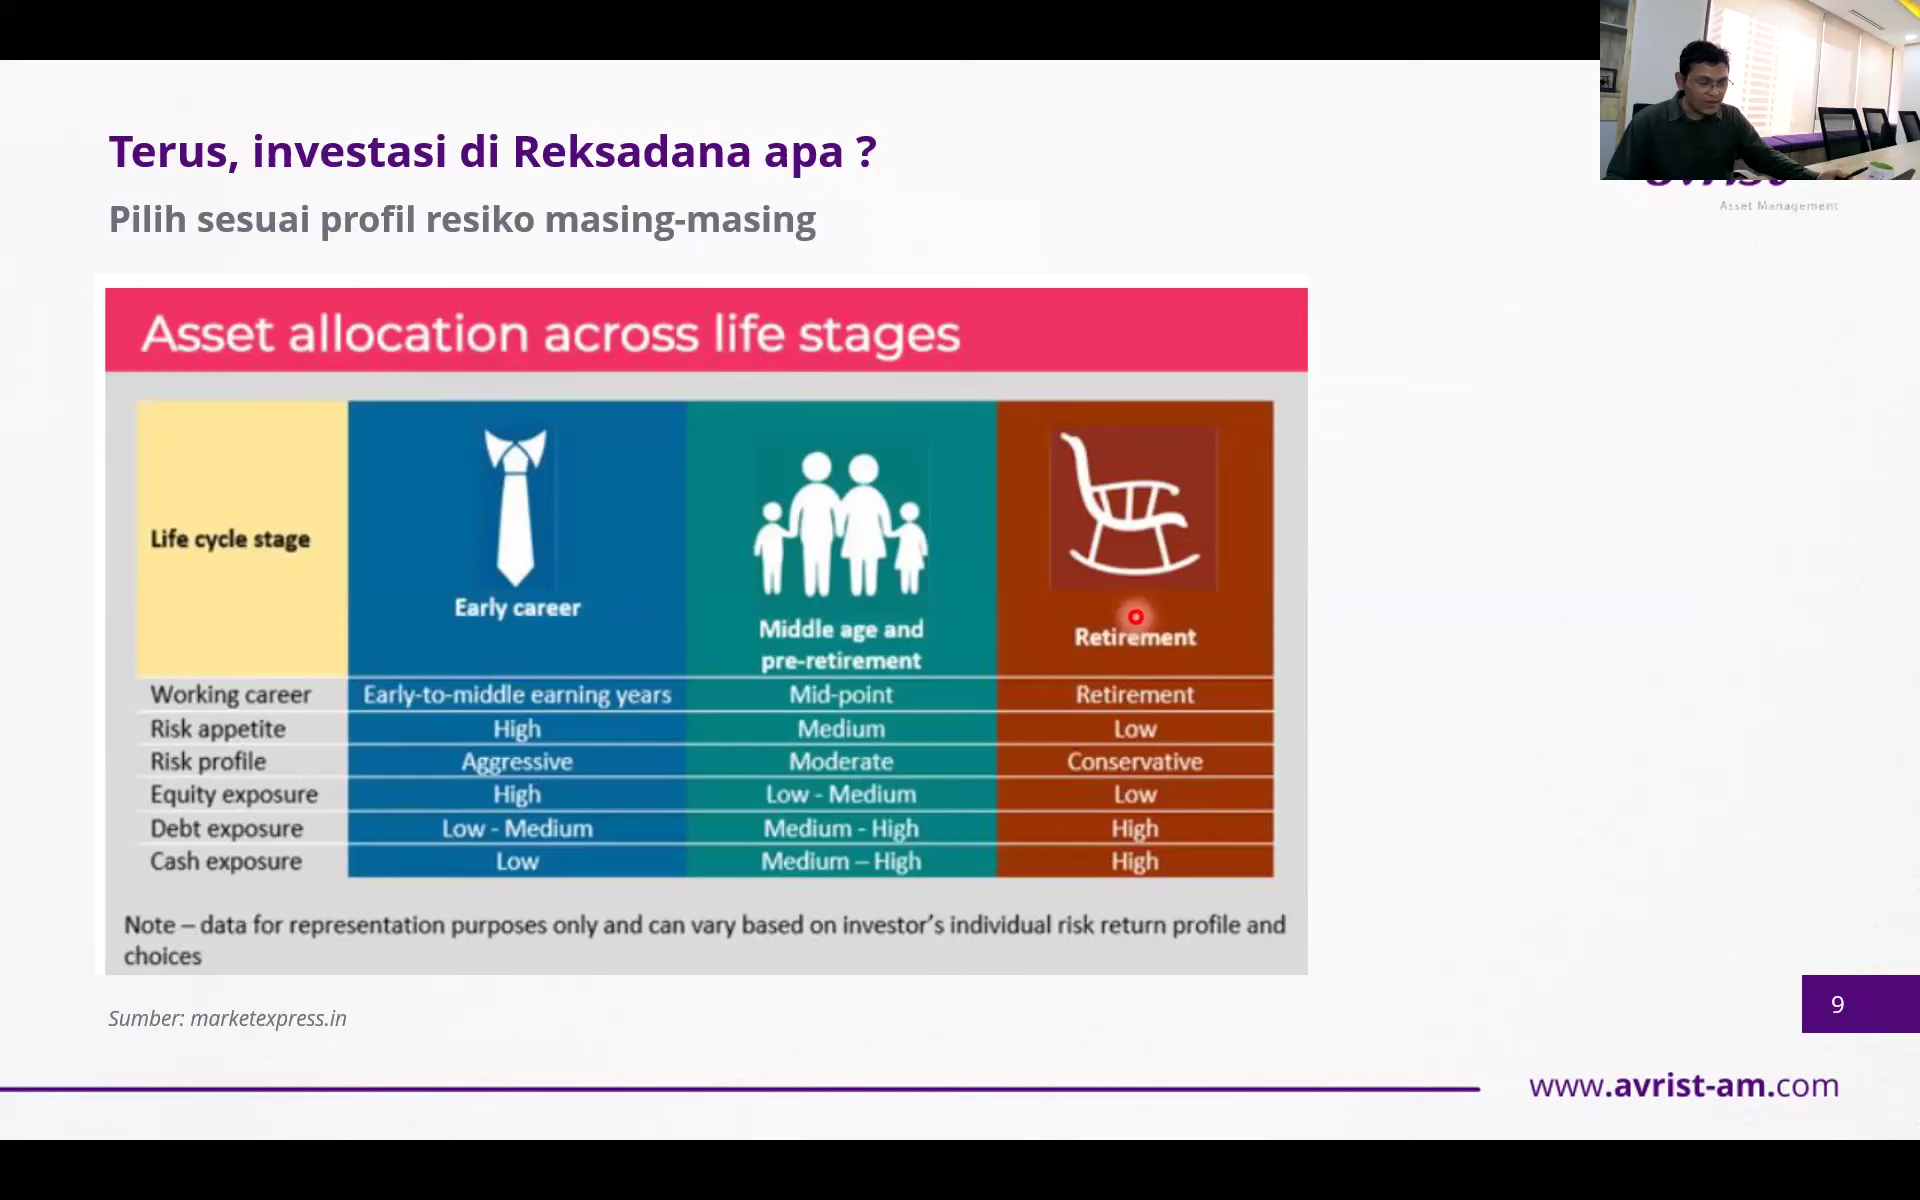 Terus, investasi di Reksadana apa ?
Pilih sesuai profil resiko masing-masing
Asset Management
Asset allocation across life stages
Life cycle stage
Early career
Middle age and
pre-retirement
Retirement
Working career Early-to-middle earning years Mid-point Retirement
Risk appetite High Medium Low
Risk profile Aggressive Moderate Conservative
Equity exposure High Low - Medium Low
Debt exposure Low - Medium Medium - High High
Cash exposure Low Medium – High High
Note – data for representation purposes only and can vary based on investor's individual risk return profile and
choices
Sumber: marketexpress.in
9
www.avrist-am.com